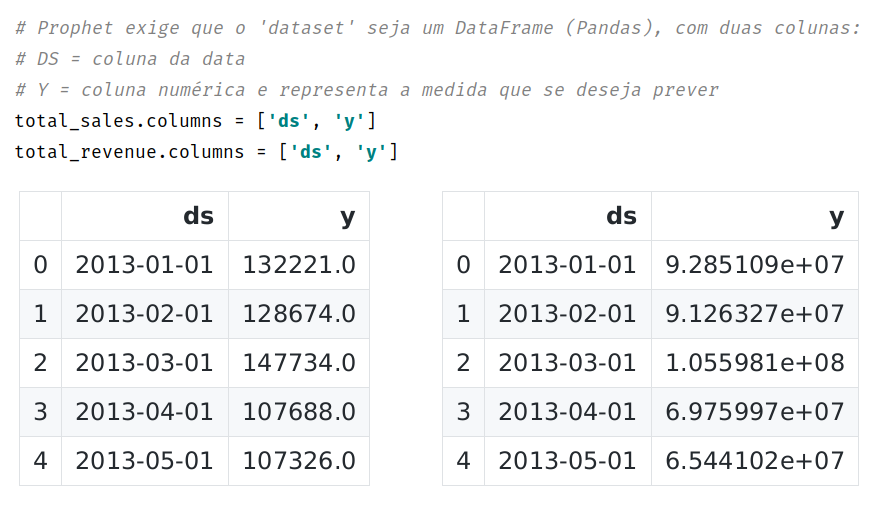 # Prophet exige que o 'dataset' seja um DataFrame (Pandas), com duas colunas:
# DS = coluna da data
# Y = coluna numérica e representa a medida que se deseja prever
total_sales.columns = ['ds', 'y']
total_revenue.columns = ['ds', 'y']
ds y
0 2013-01-01 132221.0
1 2013-02-01 128674.0
2 2013-03-01 147734.0
3 2013-04-01 107688.0
4 2013-05-01 107326.0
ds y
0 2013-01-01 9.285109e+07
1 2013-02-01 9.126327e+07
2 2013-03-01 1.055981e+08
3 2013-04-01 6.975997e+07
4 2013-05-01 6.544102e+07